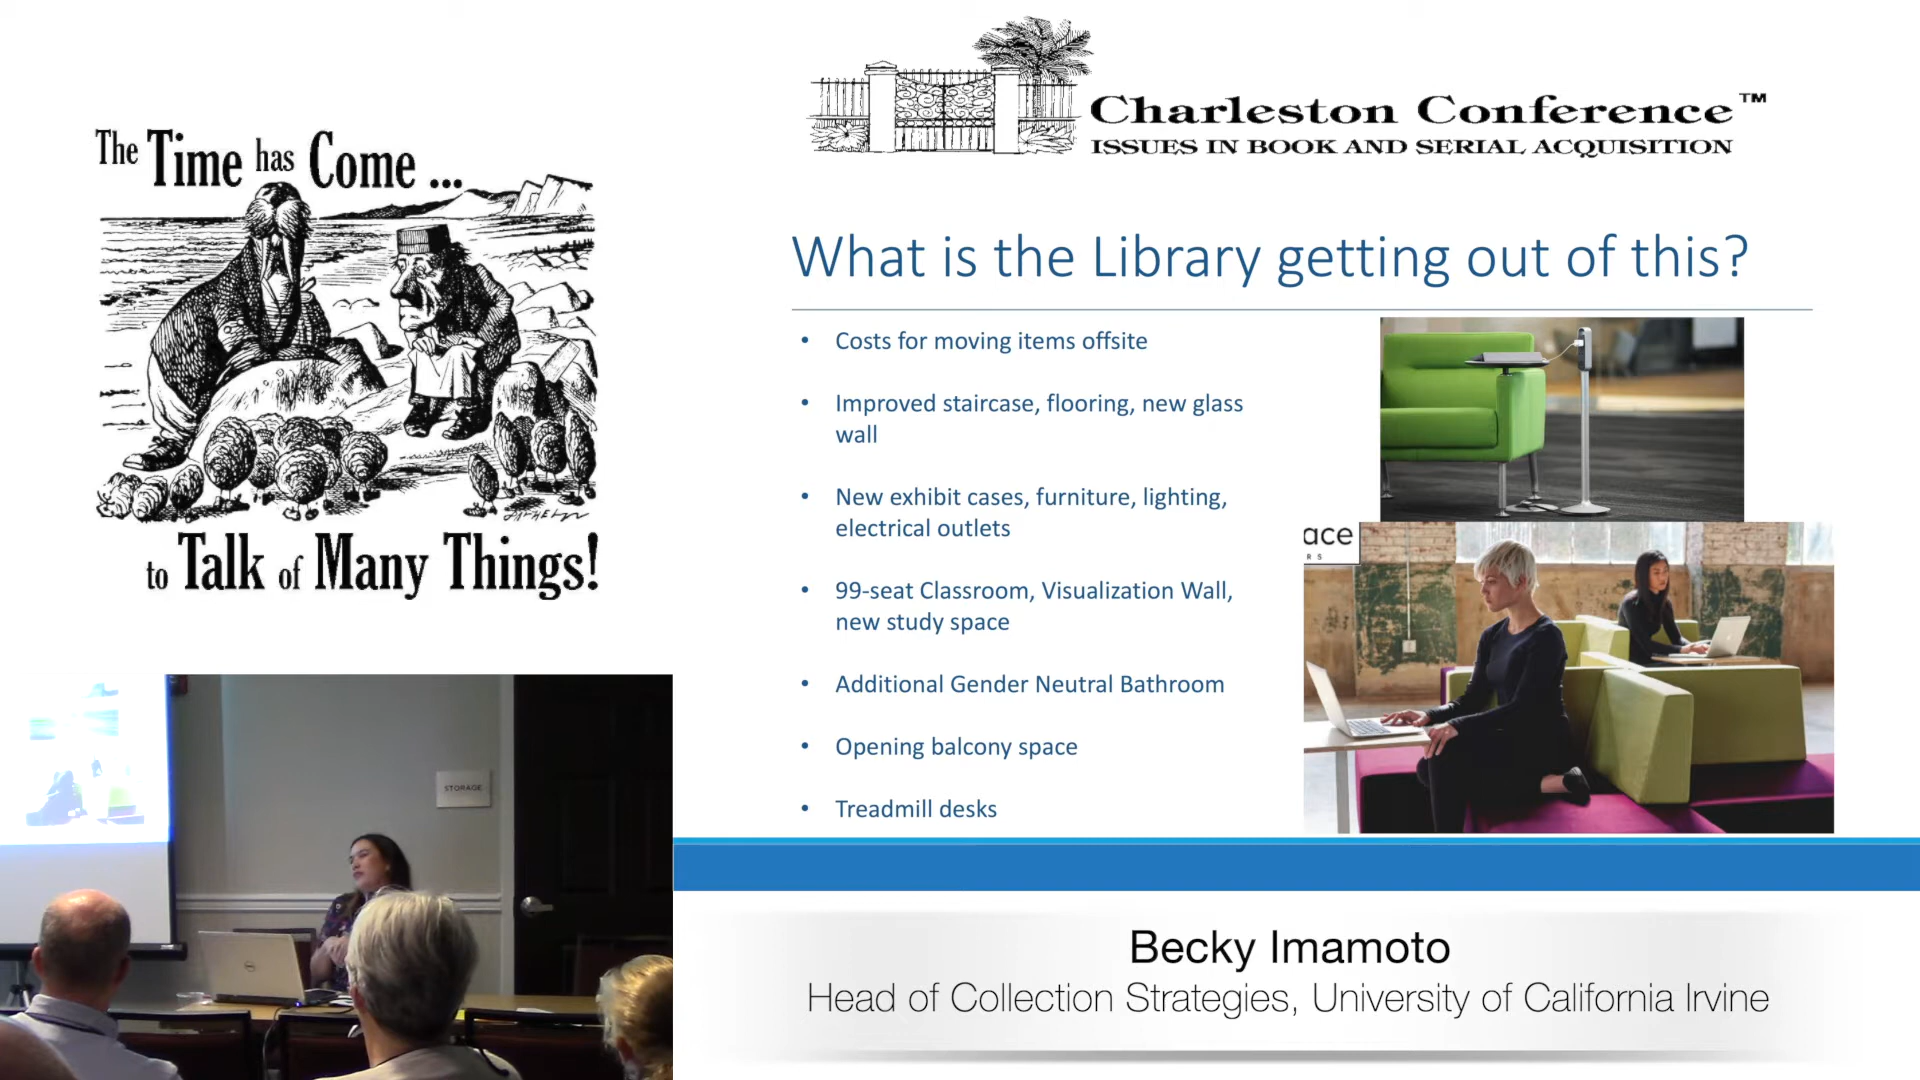 The Time has Come ...
to Talk of Many Things!
Charleston Conference™
ISSUES IN BOOK AND SERIAL ACQUISITION
What is the Library getting out of this?
• Costs for moving items offsite
• Improved staircase, flooring, new glass
wall
• New exhibit cases, furniture, lighting,
electrical outlets
• 99-seat Classroom, Visualization Wall,
new study space
• Additional Gender Neutral Bathroom
• Opening balcony space
• Treadmill desks
ace
R S
STORAGE
Becky Imamoto
Head of Collection Strategies, University of California Irvine